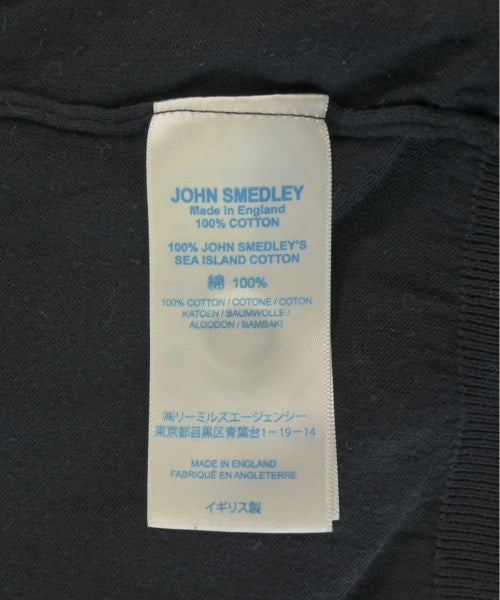 JOHN SMEDLEY
Made in England
100% COTTON
100% JOHN SMEDLEY'S
SEA ISLAND COTTON
綿 100%
100% COTTON / COTONE / COTON
KATOEN / BAUMWOLLE /
ALGODON / BAMBAKI
㈱リーミルズエージェンシー
東京都目黒区青葉台1-19-14
MADE IN ENGLAND
FABRIQUÉ EN ANGLETERRE
イギリス製